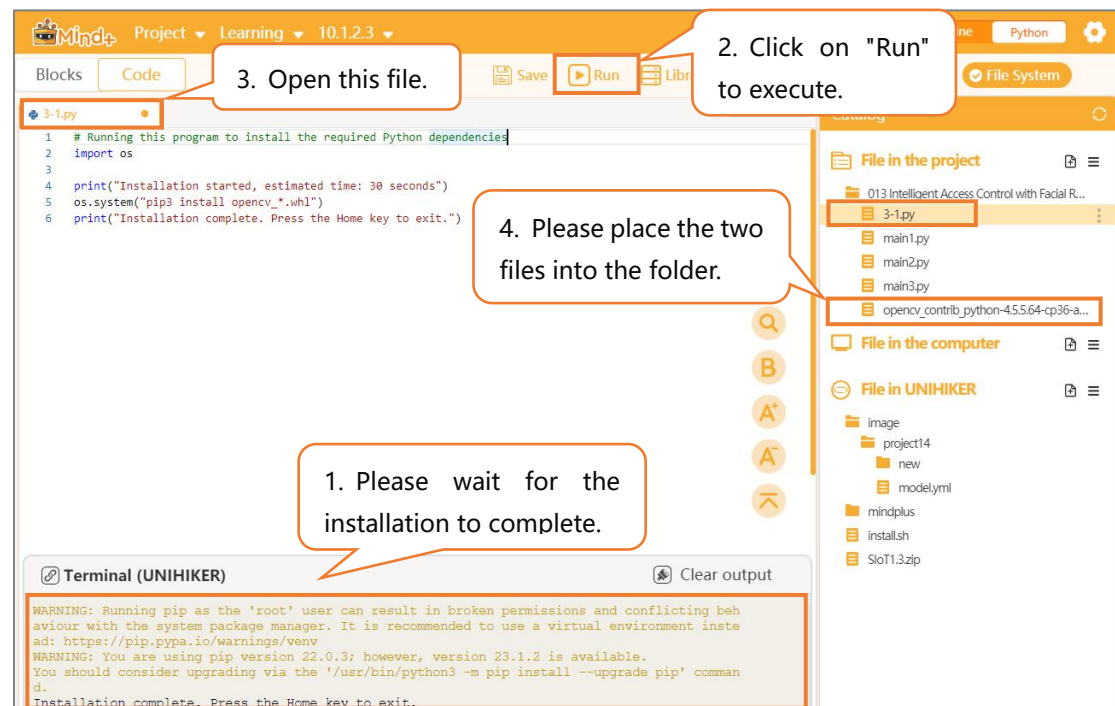 Mind+ Project Learning 10.1.2.3
Python
Blocks Code
Save Run
File System
3. Open this file.
2. Click on "Run"
to execute.
3-1.py
1 # Running this program to install the required Python dependencies
2 import os
3
4 print("Installation started, estimated time: 30 seconds")
5 os.system("pip3 install opencv_*.whl")
6 print("Installation complete. Press the Home key to exit.")
4. Please place the two
files into the folder.
B
A+
A-
1. Please wait for the
installation to complete.
Terminal (UNIHIKER) Clear output
WARNING: Running pip as the 'root' user can result in broken permissions and conflicting beh
aviour with the system package manager. It is recommended to use a virtual environment inste
ad: https://pip.pypa.io/warnings/venv
WARNING: You are using pip version 22.0.3; however, version 23.1.2 is available.
You should consider upgrading via the '/usr/bin/python3 -m pip install --upgrade pip' comman
d.
Installation complete. Press the Home key to exit.
File in the project
013 Intelligent Access Control with Facial R...
3-1.py
main1.py
main2.py
main3.py
opencv_contrib_python-4.5.5.64-cp36-a...
File in the computer
File in UNIHIKER
image
project14
new
model.yml
mindplus
install.sh
SIoT1.3.zip